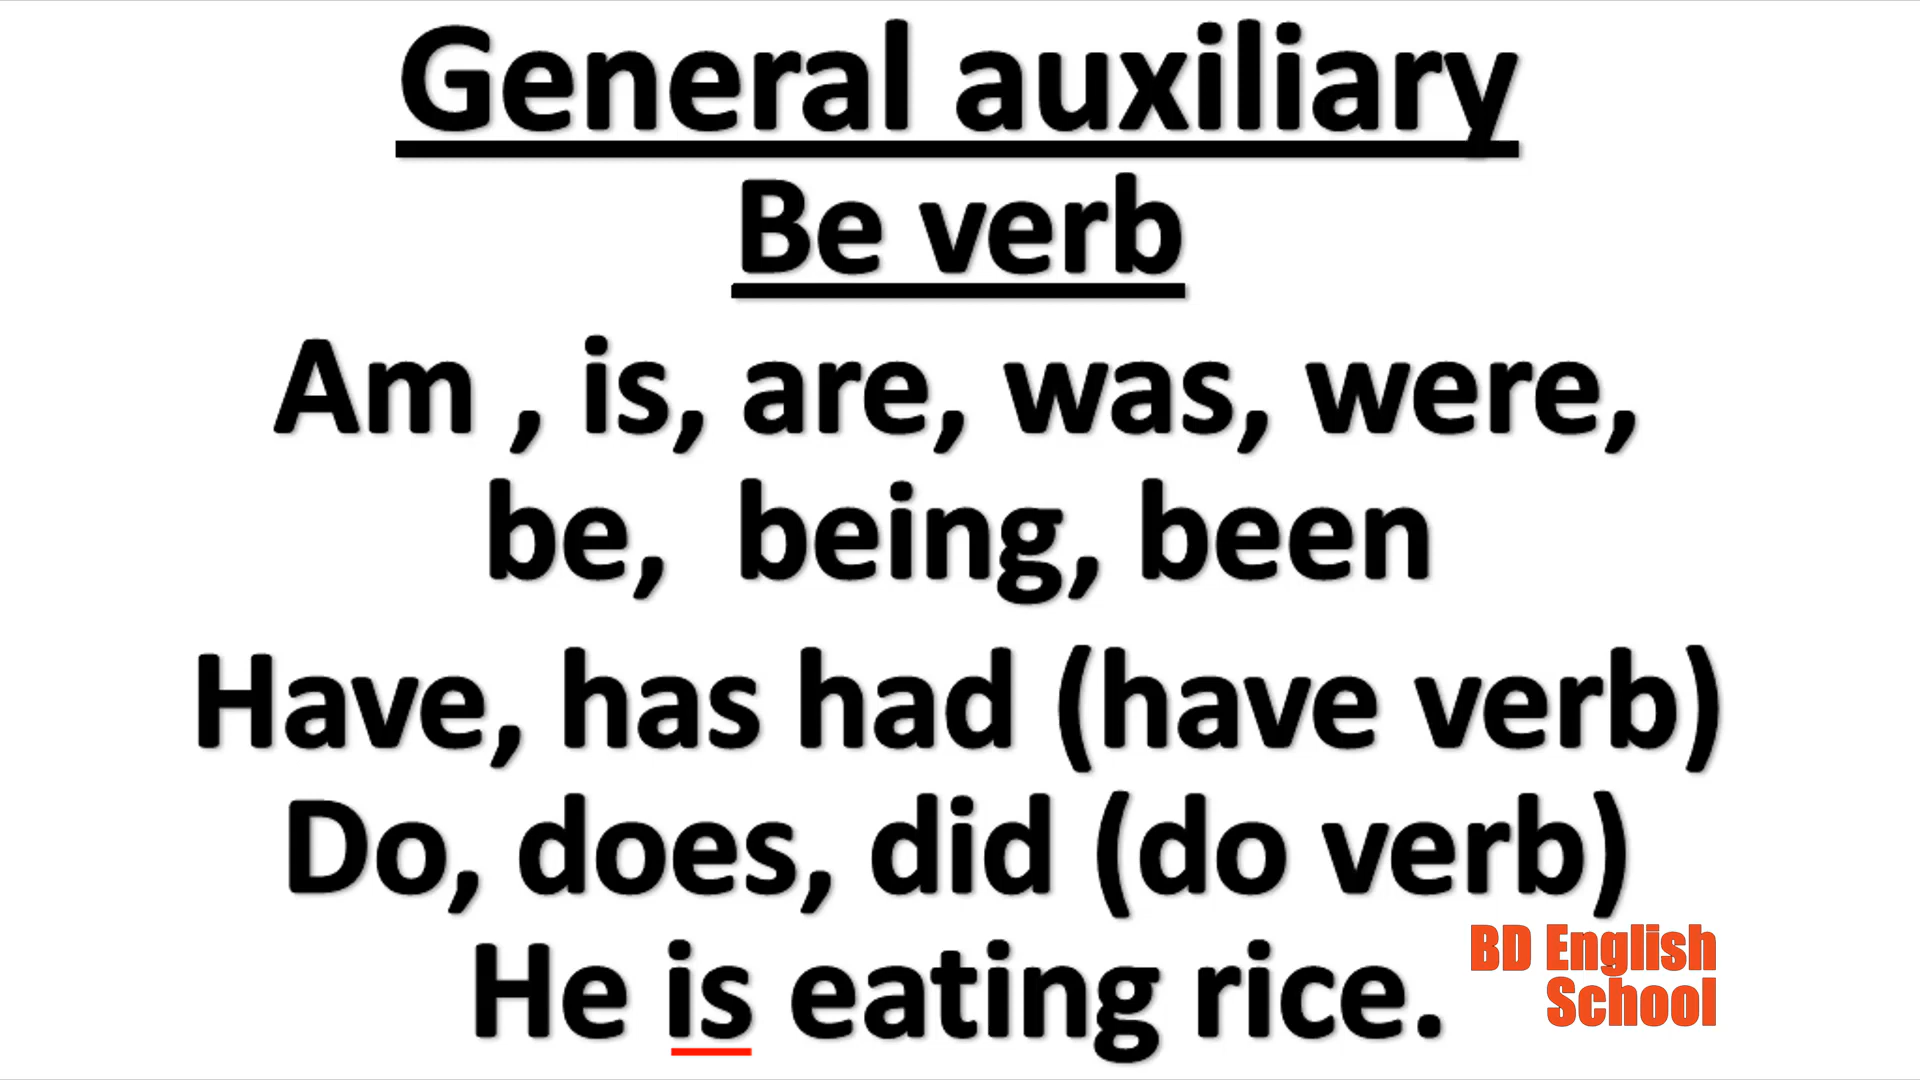 General auxiliary
Be verb
Am , is, are, was, were,
be, being, been
Have, has had (have verb)
Do, does, did (do verb)
He is eating rice.
BD English
School